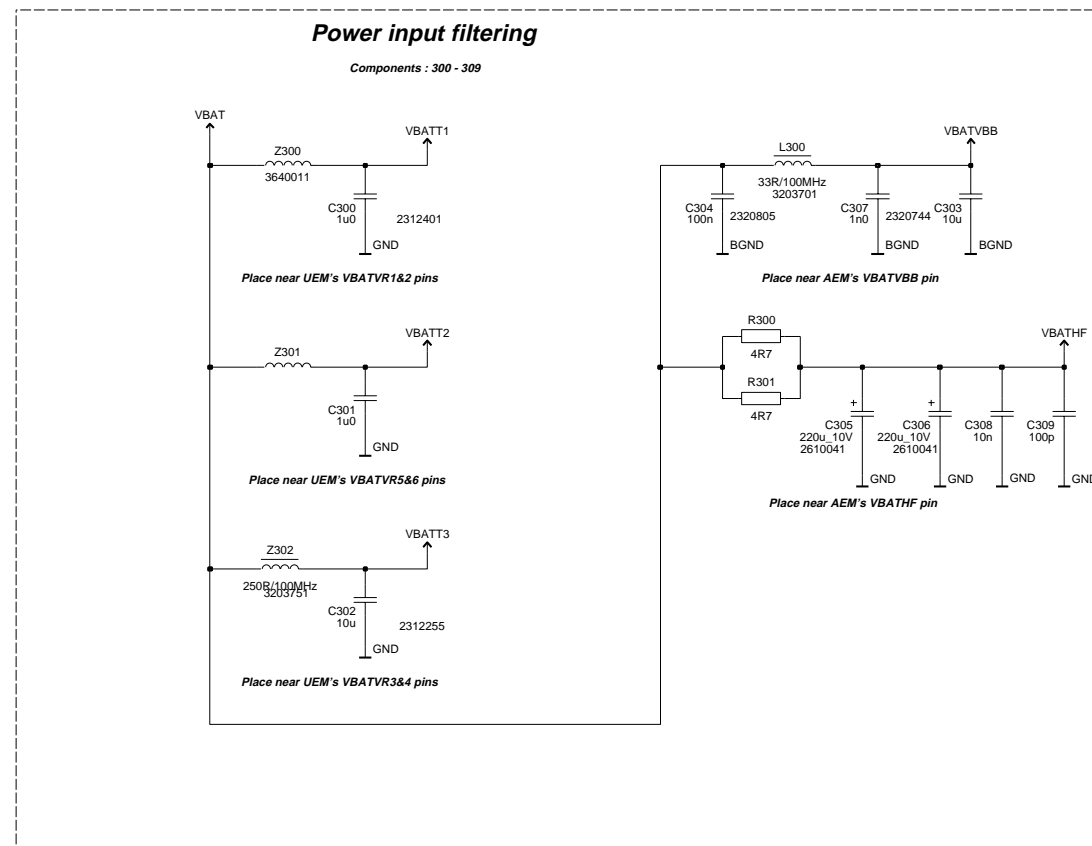 Power input filtering
Components : 300 - 309
VBAT
Z300
3640011
VBATT1
C300
1u0
2312401
GND
Place near UEM's VBATVR1&2 pins
Z301
VBATT2
C301
1u0
GND
Place near UEM's VBATVR5&6 pins
Z302
250R/100MHz
3203751
VBATT3
C302
10u
2312255
GND
Place near UEM's VBATVR3&4 pins
L300
33R/100MHz
3203701
VBATVBB
C304
100n
2320805
BGND
C307
1n0
2320744
BGND
C303
10u
BGND
Place near AEM's VBATVBB pin
R300
4R7
R301
4R7
VBATHF
+
C305
220u_10V
2610041
GND
+
C306
220u_10V
2610041
GND
C308
10n
GND
C309
100p
GND
Place near AEM's VBATHF pin